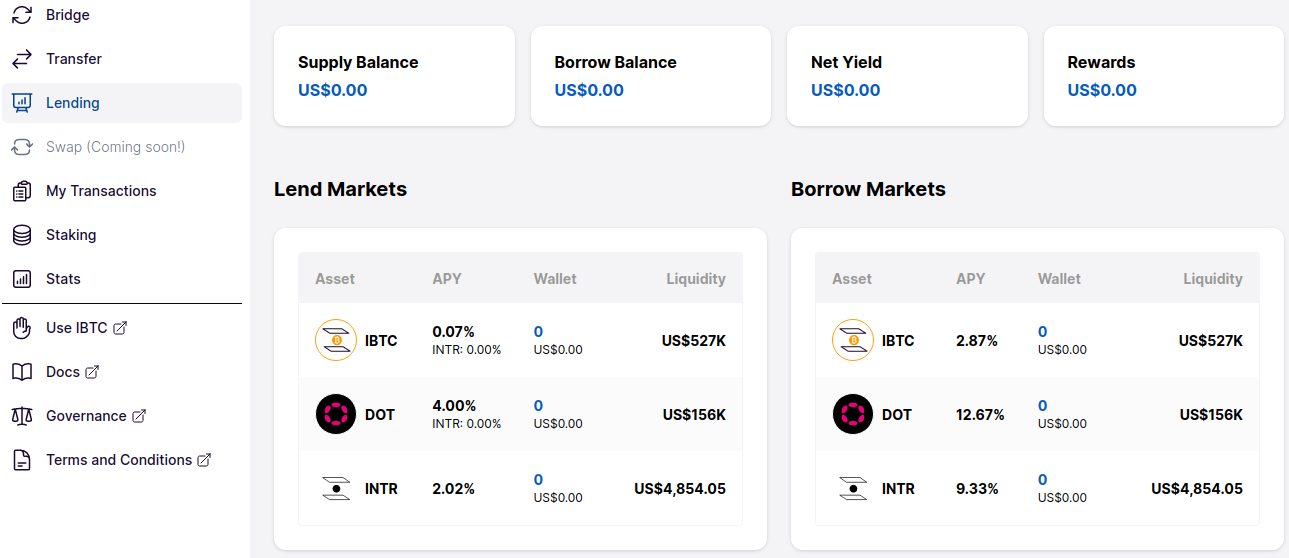 Bridge
Transfer
Lending
Swap (Coming soon!)
My Transactions
Staking
Stats
Use IBTC
Docs
Governance
Terms and Conditions
Supply Balance
US$0.00
Borrow Balance
US$0.00
Net Yield
US$0.00
Rewards
US$0.00
Lend Markets
Asset APY Wallet Liquidity
IBTC 0.07% 0 US$527K
INTR: 0.00% US$0.00
DOT 4.00% 0 US$156K
INTR: 0.00% US$0.00
INTR 2.02% 0 US$4,854.05
US$0.00
Borrow Markets
Asset APY Wallet Liquidity
IBTC 2.87% 0 US$527K
US$0.00
DOT 12.67% 0 US$156K
US$0.00
INTR 9.33% 0 US$4,854.05
US$0.00